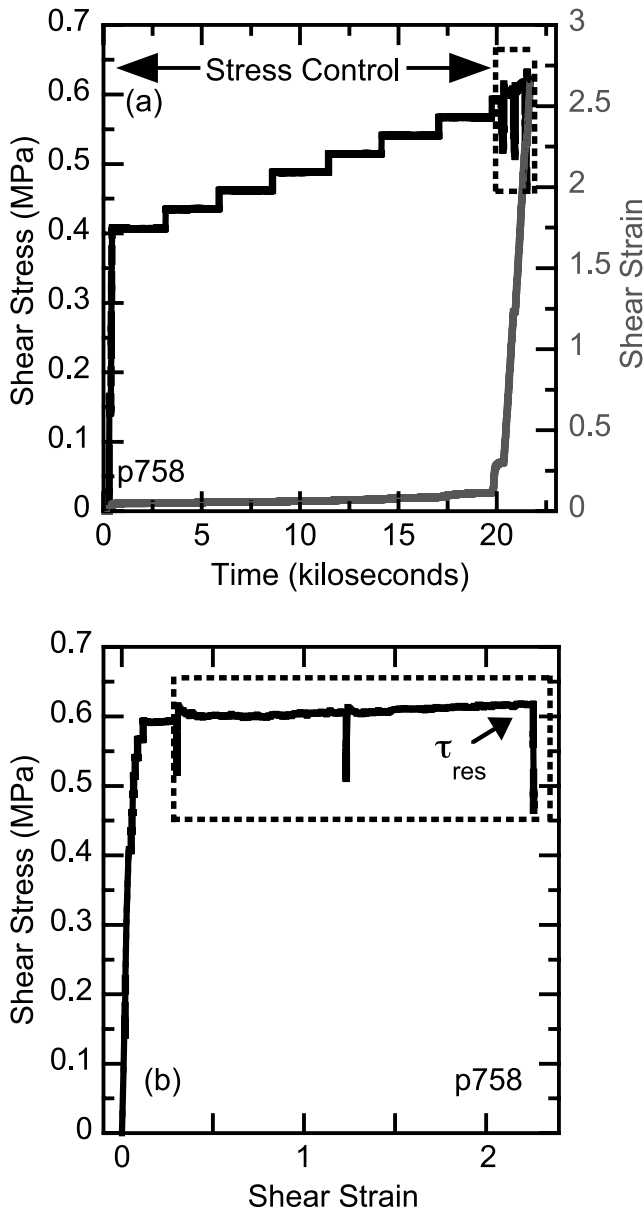 0.7
0.6
0.5
0.4
0.3
0.2
0.1
0
Shear Stress (MPa)
Stress Control
(a)
p758
3
2.5
2
1.5
1
0.5
0
Shear Strain
0 5 10 15 20
Time (kiloseconds)
0.7
0.6
0.5
0.4
0.3
0.2
0.1
0
Shear Stress (MPa)
τres
(b)
p758
0 1 2
Shear Strain